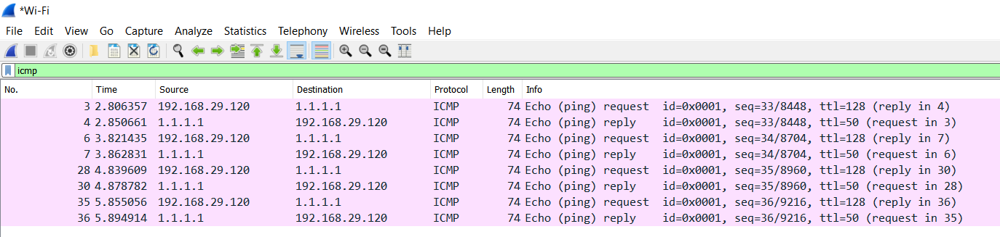 *Wi-Fi
File Edit View Go Capture Analyze Statistics Telephony Wireless Tools Help
icmp
No. Time Source Destination Protocol Length Info
3 2.806357 192.168.29.120 1.1.1.1 ICMP 74 Echo (ping) request id=0x0001, seq=33/8448, ttl=128 (reply in 4)
4 2.850661 1.1.1.1 192.168.29.120 ICMP 74 Echo (ping) reply id=0x0001, seq=33/8448, ttl=50 (request in 3)
6 3.821435 192.168.29.120 1.1.1.1 ICMP 74 Echo (ping) request id=0x0001, seq=34/8704, ttl=128 (reply in 7)
7 3.862831 1.1.1.1 192.168.29.120 ICMP 74 Echo (ping) reply id=0x0001, seq=34/8704, ttl=50 (request in 6)
28 4.839609 192.168.29.120 1.1.1.1 ICMP 74 Echo (ping) request id=0x0001, seq=35/8960, ttl=128 (reply in 30)
30 4.878782 1.1.1.1 192.168.29.120 ICMP 74 Echo (ping) reply id=0x0001, seq=35/8960, ttl=50 (request in 28)
35 5.855056 192.168.29.120 1.1.1.1 ICMP 74 Echo (ping) request id=0x0001, seq=36/9216, ttl=128 (reply in 36)
36 5.894914 1.1.1.1 192.168.29.120 ICMP 74 Echo (ping) reply id=0x0001, seq=36/9216, ttl=50 (request in 35)